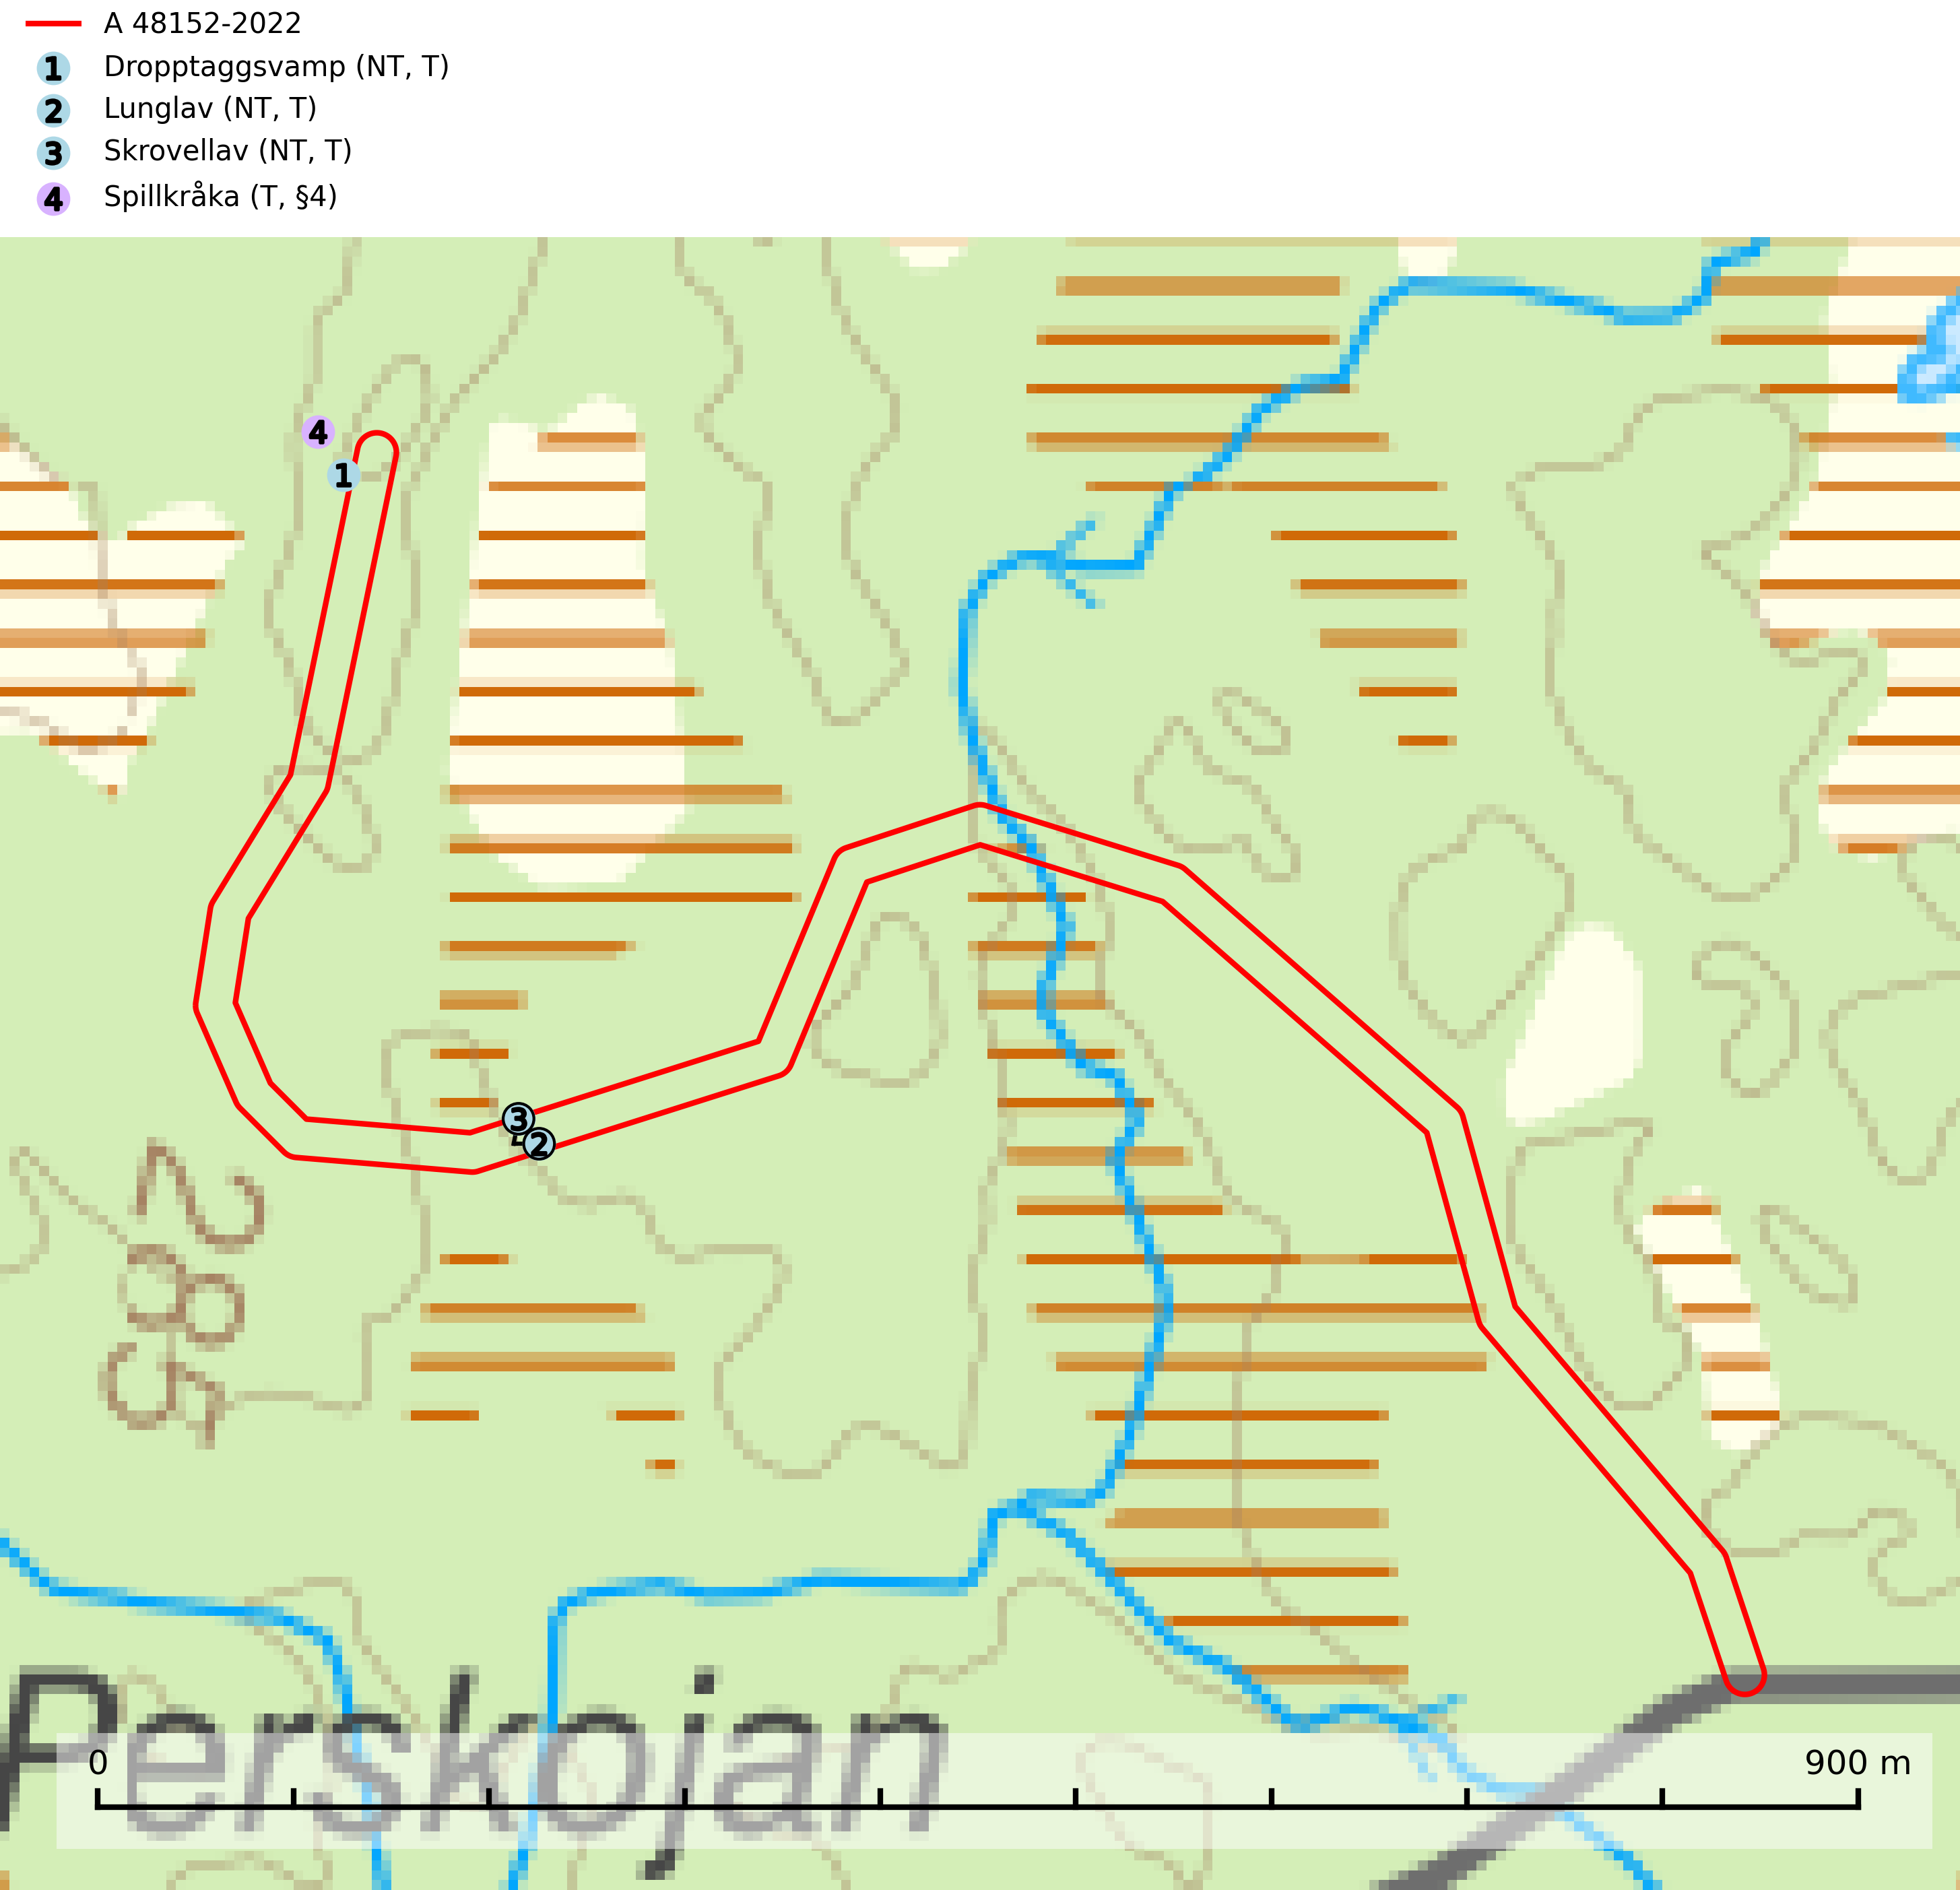 A 48152-2022
1 Dropptaggsvamp (NT, T)
2 Lunglav (NT, T)
3 Skrovellav (NT, T)
4 Spillkråka (T, §4)
4
1
3
2
285
Perskojan
0 900 m